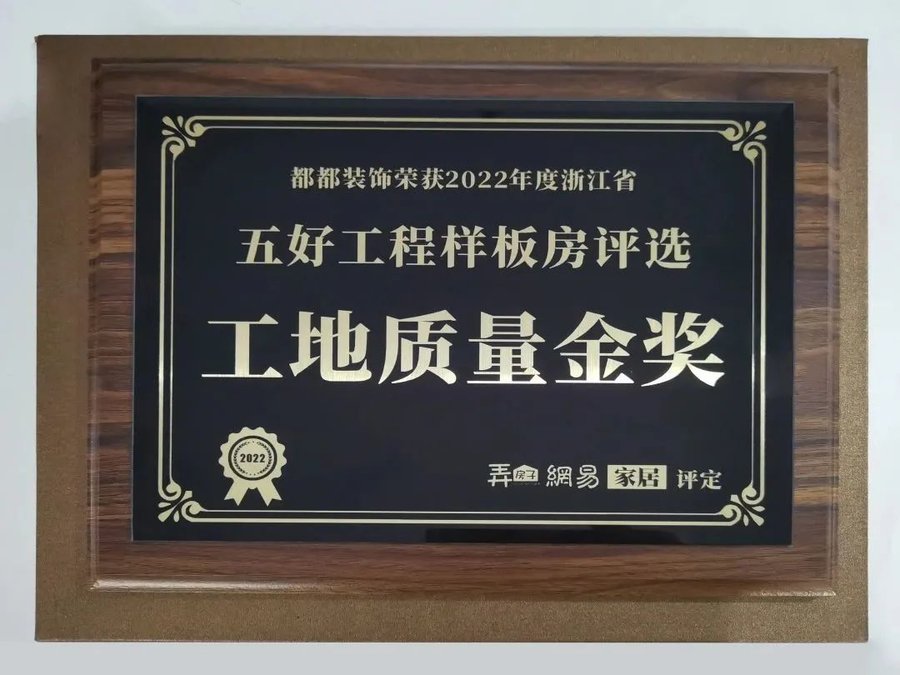 都都装饰荣获2022年度浙江省
五好工程样板房评选
工地质量金奖
2022
弄房子 網易 家居 评定